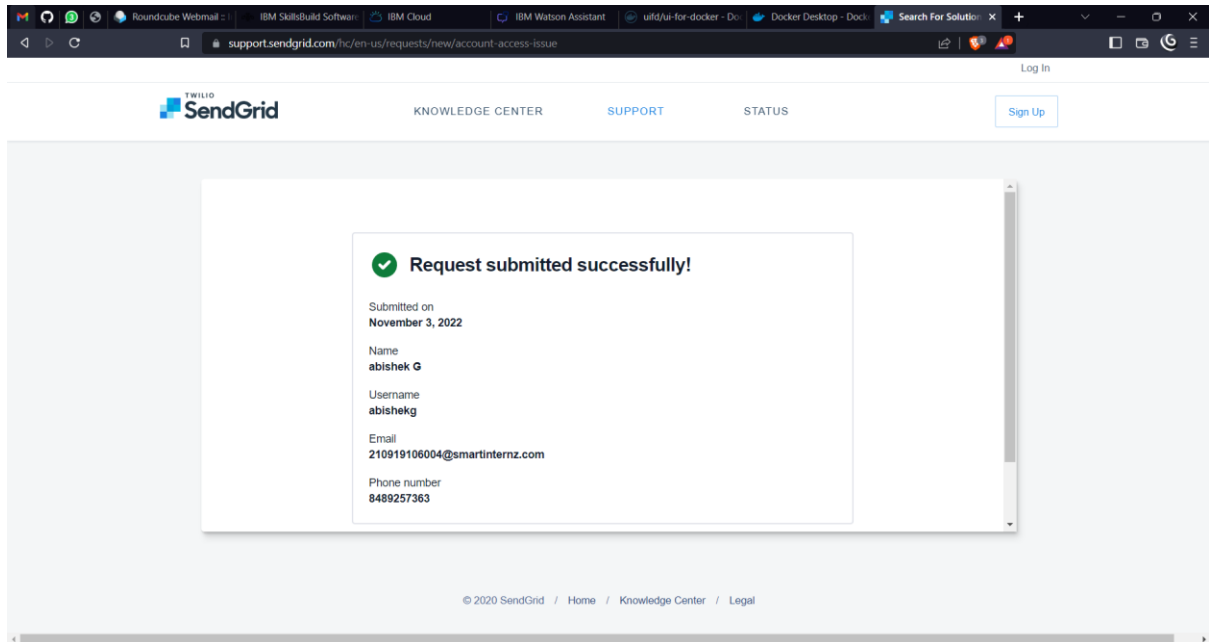 Roundcube Webmail ::
IBM SkillsBuild Software
IBM Cloud
IBM Watson Assistant
uifd/ui-for-docker - Doc
Docker Desktop - Dock
Search For Solution
support.sendgrid.com/hc/en-us/requests/new/account-access-issue
Log In
TWILIO
SendGrid
KNOWLEDGE CENTER
SUPPORT
STATUS
Sign Up
Request submitted successfully!
Submitted on
November 3, 2022
Name
abishek G
Username
abishekg
Email
210919106004@smartinternz.com
Phone number
8489257363
© 2020 SendGrid / Home / Knowledge Center / Legal